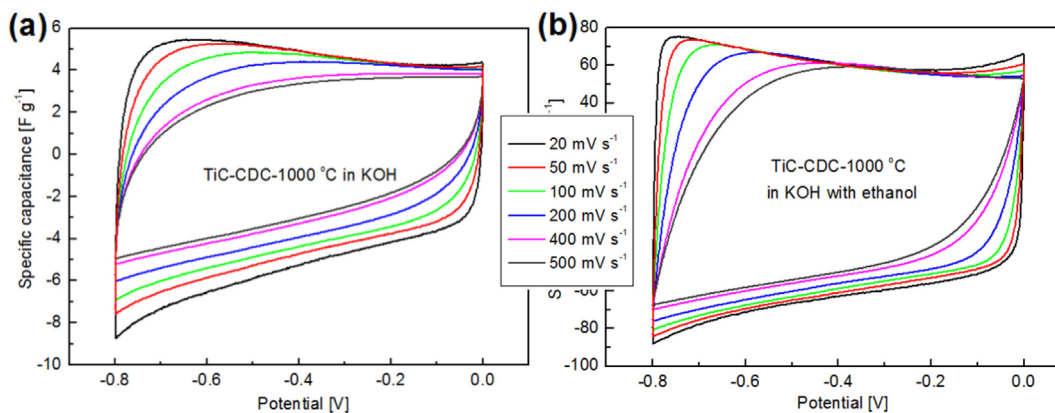 (a)
6
4
2
0
-2
-4
-6
-8
-10
Specific capacitance [F g⁻¹]
TiC-CDC-1000 °C in KOH
-0.8
-0.6
-0.4
-0.2
0.0
Potential [V]
20 mV s⁻¹
50 mV s⁻¹
100 mV s⁻¹
200 mV s⁻¹
400 mV s⁻¹
500 mV s⁻¹
(b)
80
60
40
-80
-100
TiC-CDC-1000 °C
in KOH with ethanol
-0.8
-0.6
-0.4
-0.2
0.0
Potential [V]